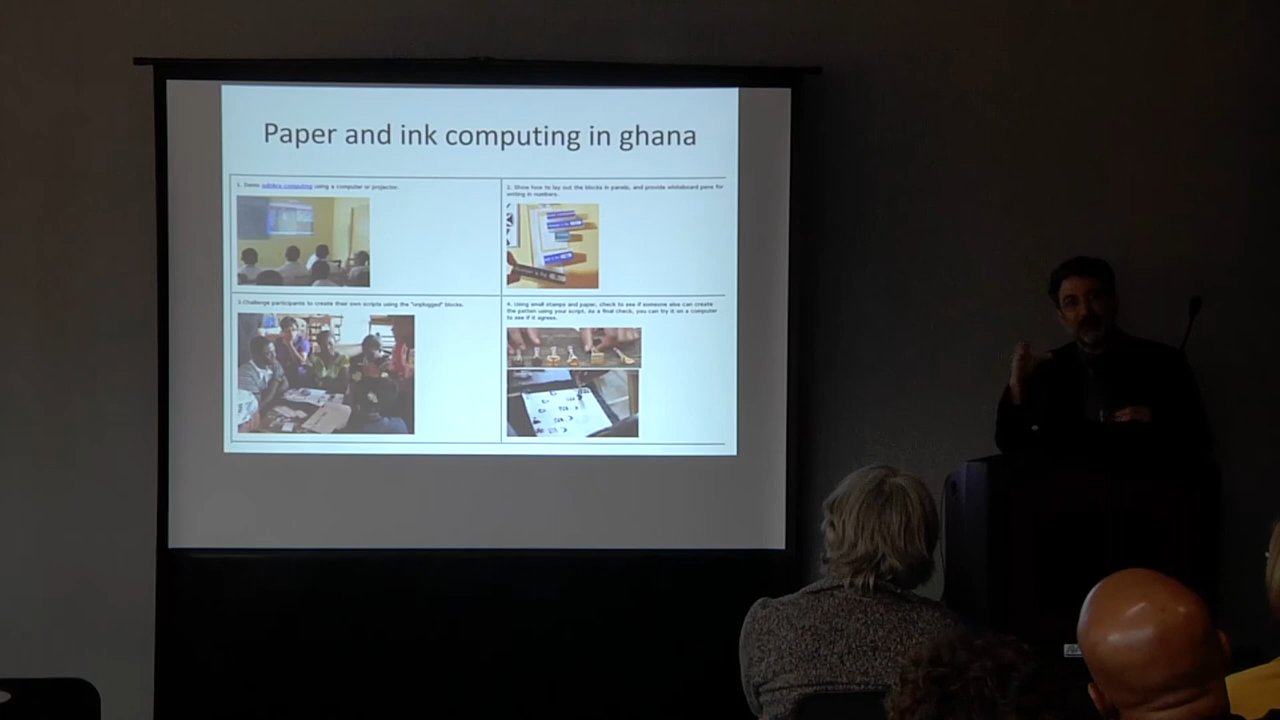 Paper and ink computing in ghana
1. Demo adinkra computing using a computer or projector.
2. Show how to lay out the blocks in panels, and provide whiteboard pens for
writing in numbers.
3.Challenge participants to create their own scripts using the "unplugged" blocks.
4. Using small stamps and paper, check to see if someone else can create
the patten using your script. As a final check, you can try it on a computer
to see if it agrees.